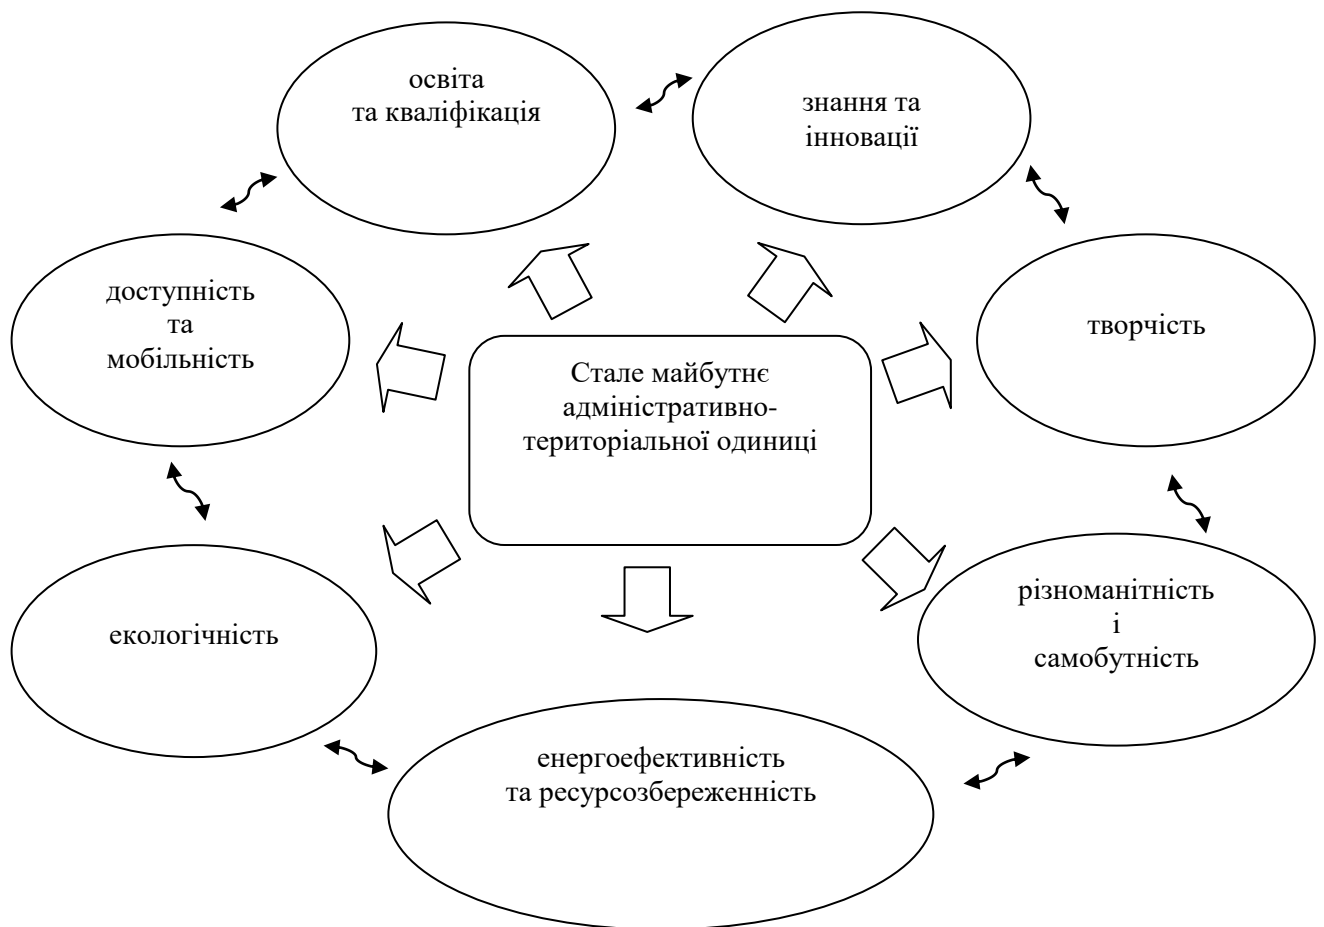 освіта
та кваліфікація
знання та
інновації
доступність
та
мобільність
творчість
Стале майбутнє
адміністративно-
територіальної одиниці
екологічність
різноманітність
і
самобутність
енергоефективність
та ресурсозбереженність